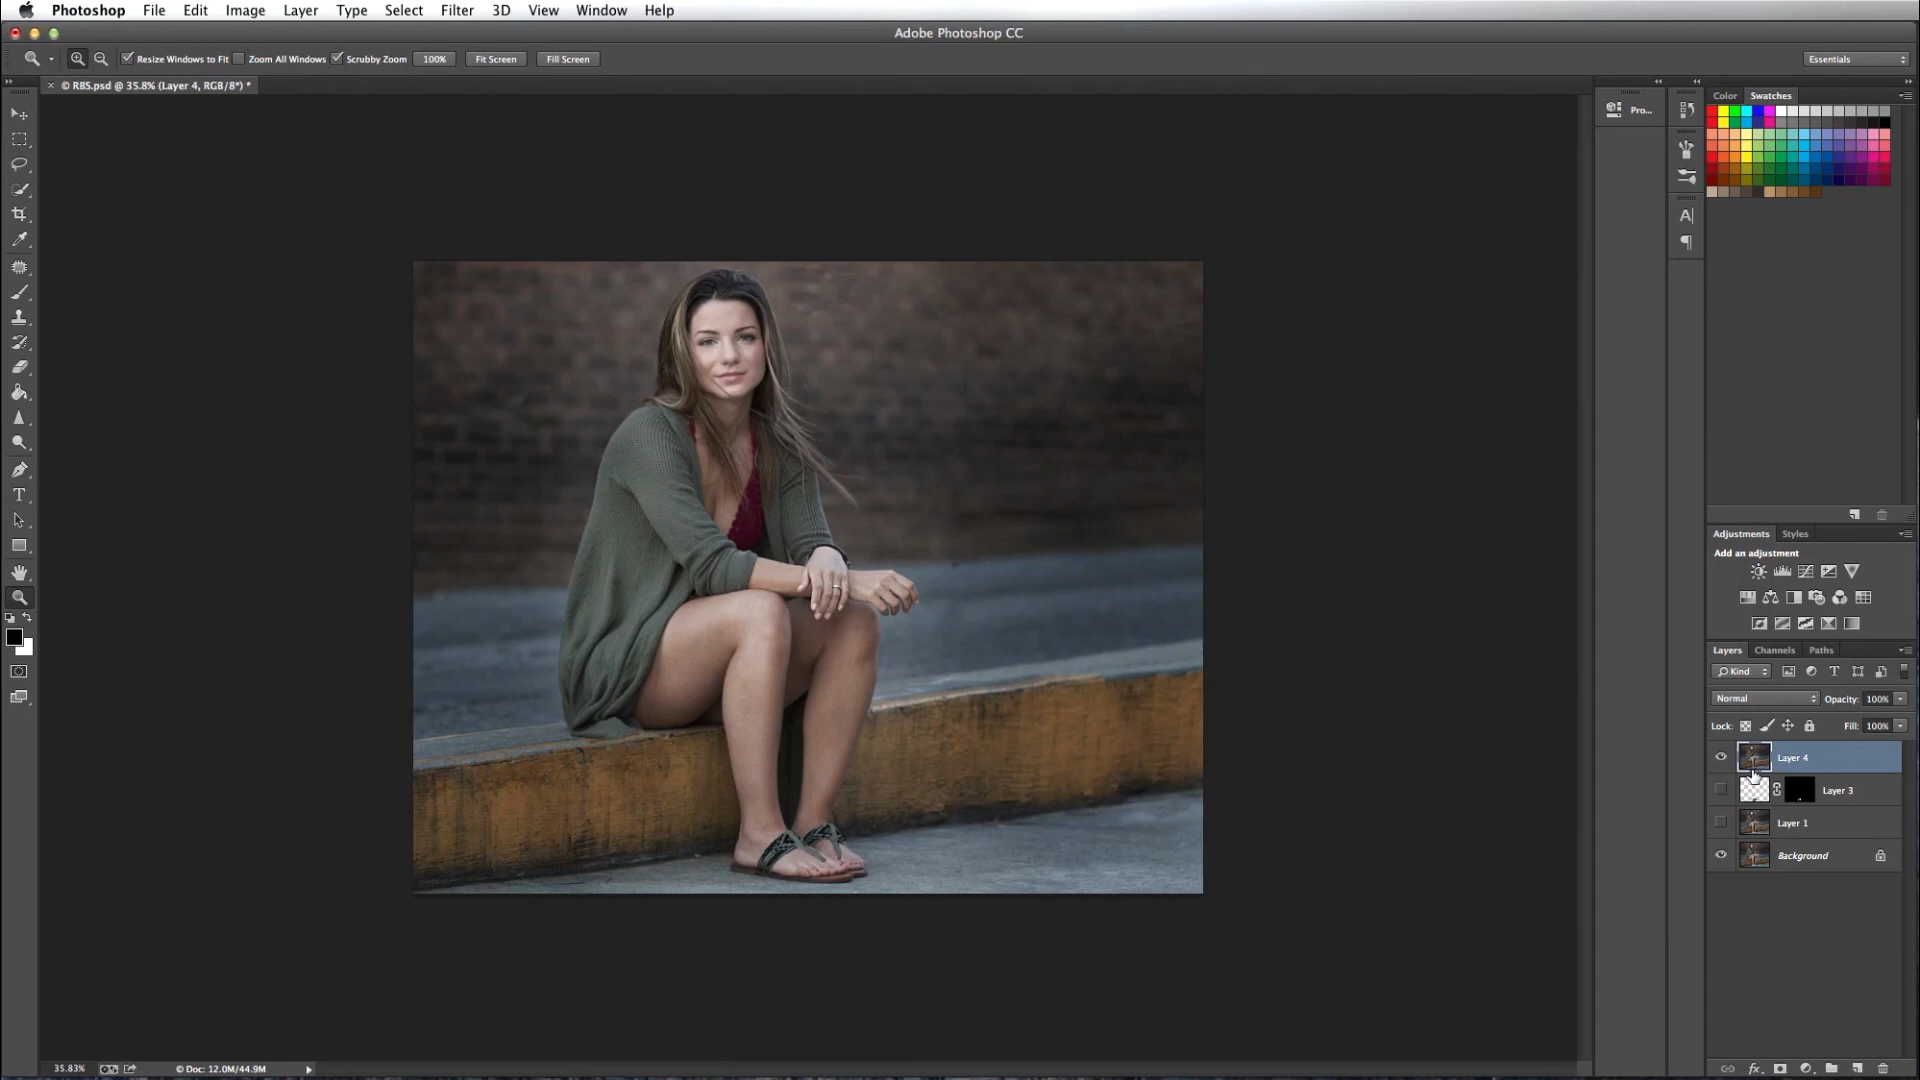 Photoshop File Edit Image Layer Type Select Filter 3D View Window Help
Adobe Photoshop CC
Resize Windows to Fit Zoom All Windows Scrubby Zoom 100% Fit Screen Fill Screen Essentials
× © RBS.psd @ 35.8% (Layer 4, RGB/8*) *
Color Swatches
Pro...
Adjustments Styles
Add an adjustment
Layers Channels Paths
Kind
Normal Opacity: 100%
Lock: Fill: 100%
Layer 4
Layer 3
Layer 1
Background
35.83% © Doc: 12.0M/44.9M